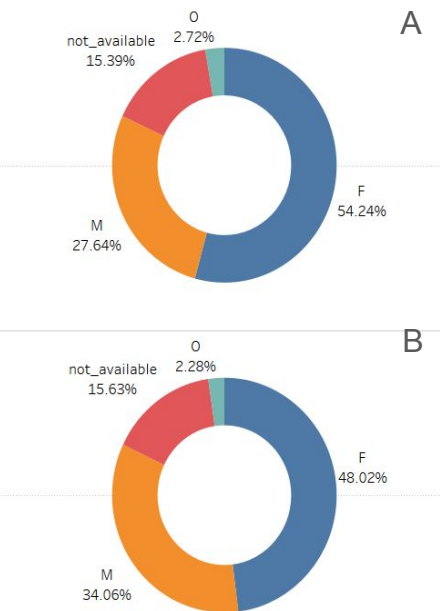 A
O
2.72%
not_available
15.39%
F
54.24%
M
27.64%
B
O
2.28%
not_available
15.63%
F
48.02%
M
34.06%